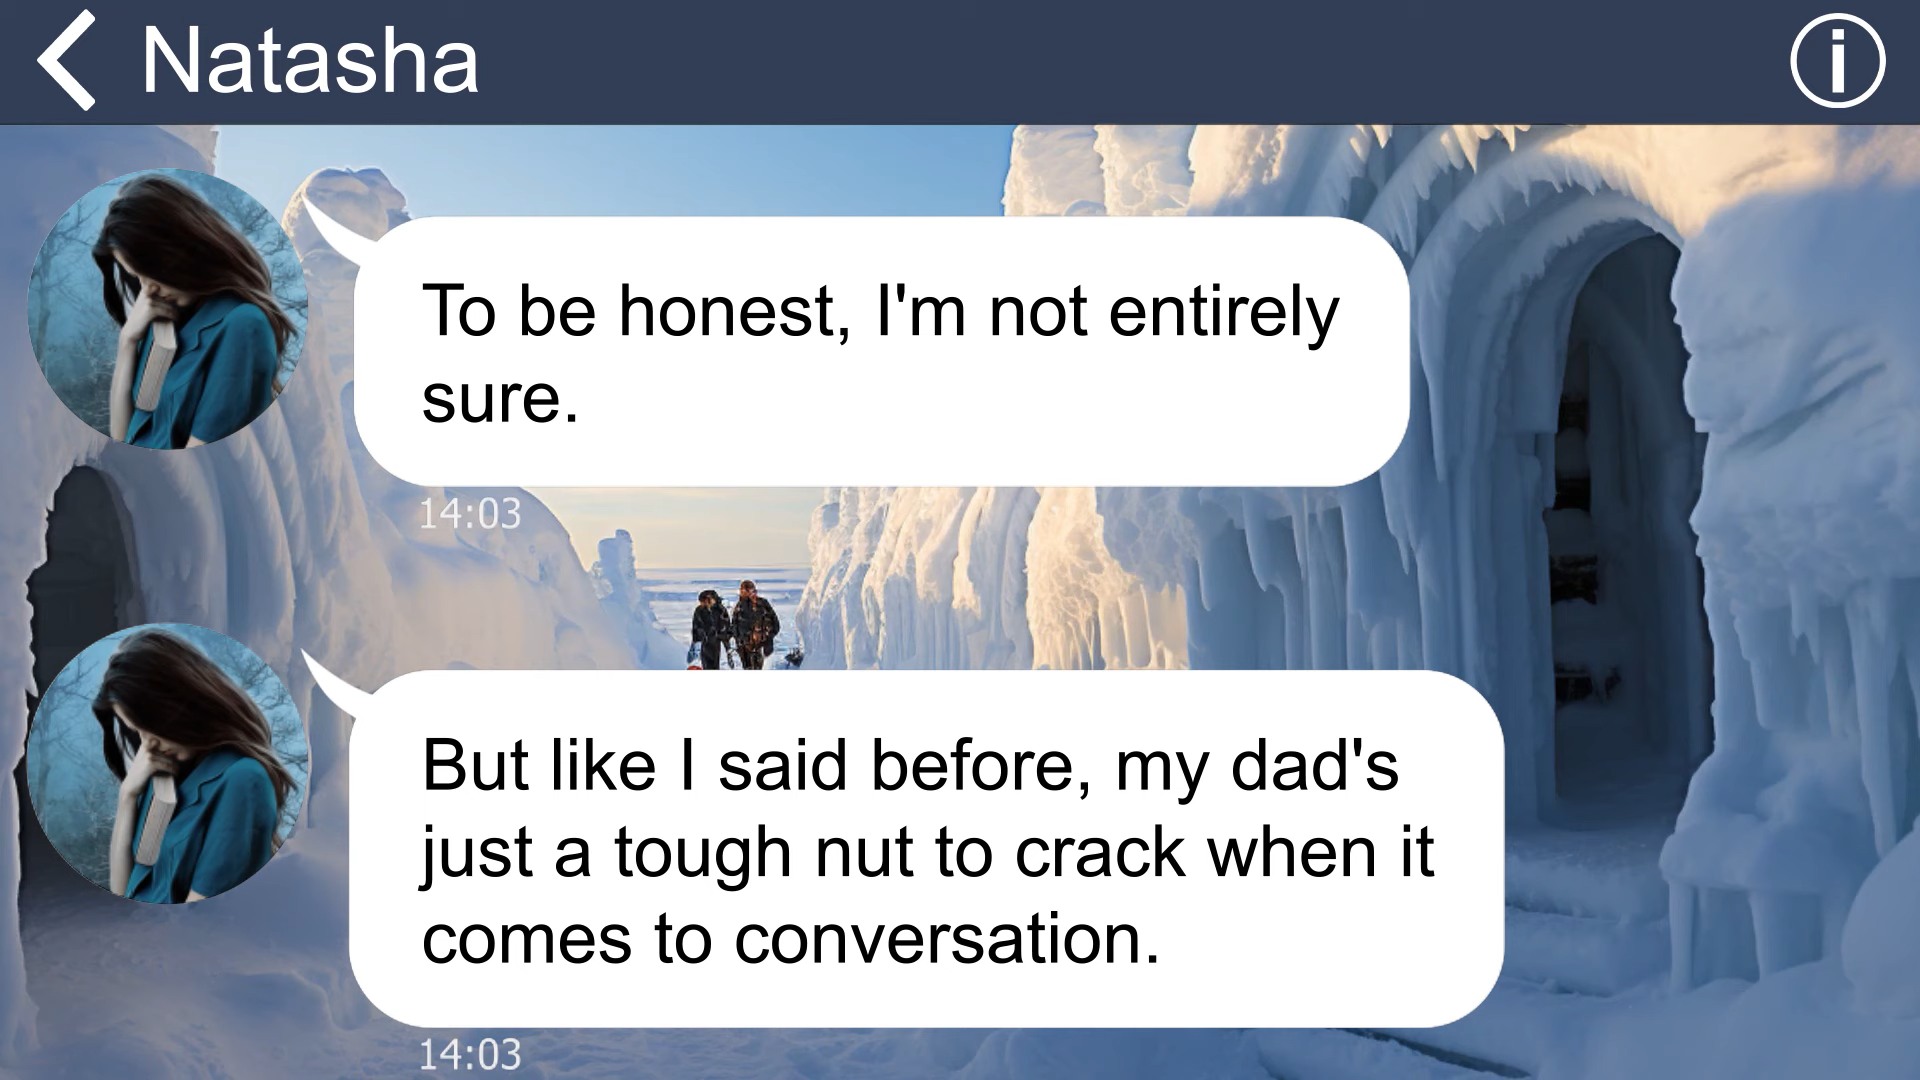 Natasha
To be honest, I'm not entirely
sure.
14:03
But like I said before, my dad's
just a tough nut to crack when it
comes to conversation.
14:03